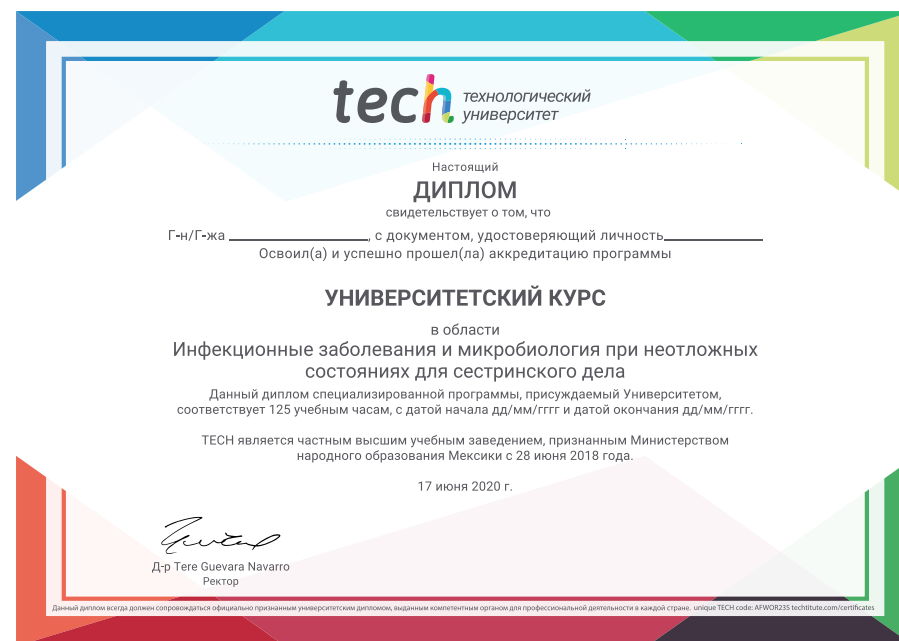 tech технологический
университет
Настоящий
ДИПЛОМ
свидетельствует о том, что
Г-н/Г-жа ____________, с документом, удостоверяющий личность____________
Освоил(а) и успешно прошел(ла) аккредитацию программы
УНИВЕРСИТЕТСКИЙ КУРС
в области
Инфекционные заболевания и микробиология при неотложных
состояниях для сестринского дела
Данный диплом специализированной программы, присуждаемый Университетом,
соответствует 125 учебным часам, с датой начала дд/мм/гггг и датой окончания дд/мм/гггг.
TECH является частным высшим учебным заведением, признанным Министерством
народного образования Мексики с 28 июня 2018 года.
17 июня 2020 г.
Д-р Tere Guevara Navarro
Ректор
Данный диплом всегда должен сопровождаться официально признанным университетским дипломом, выданным компетентным органом для профессиональной деятельности в каждой стране. unique TECH code: AFWOR23S techtitute.com/certificates